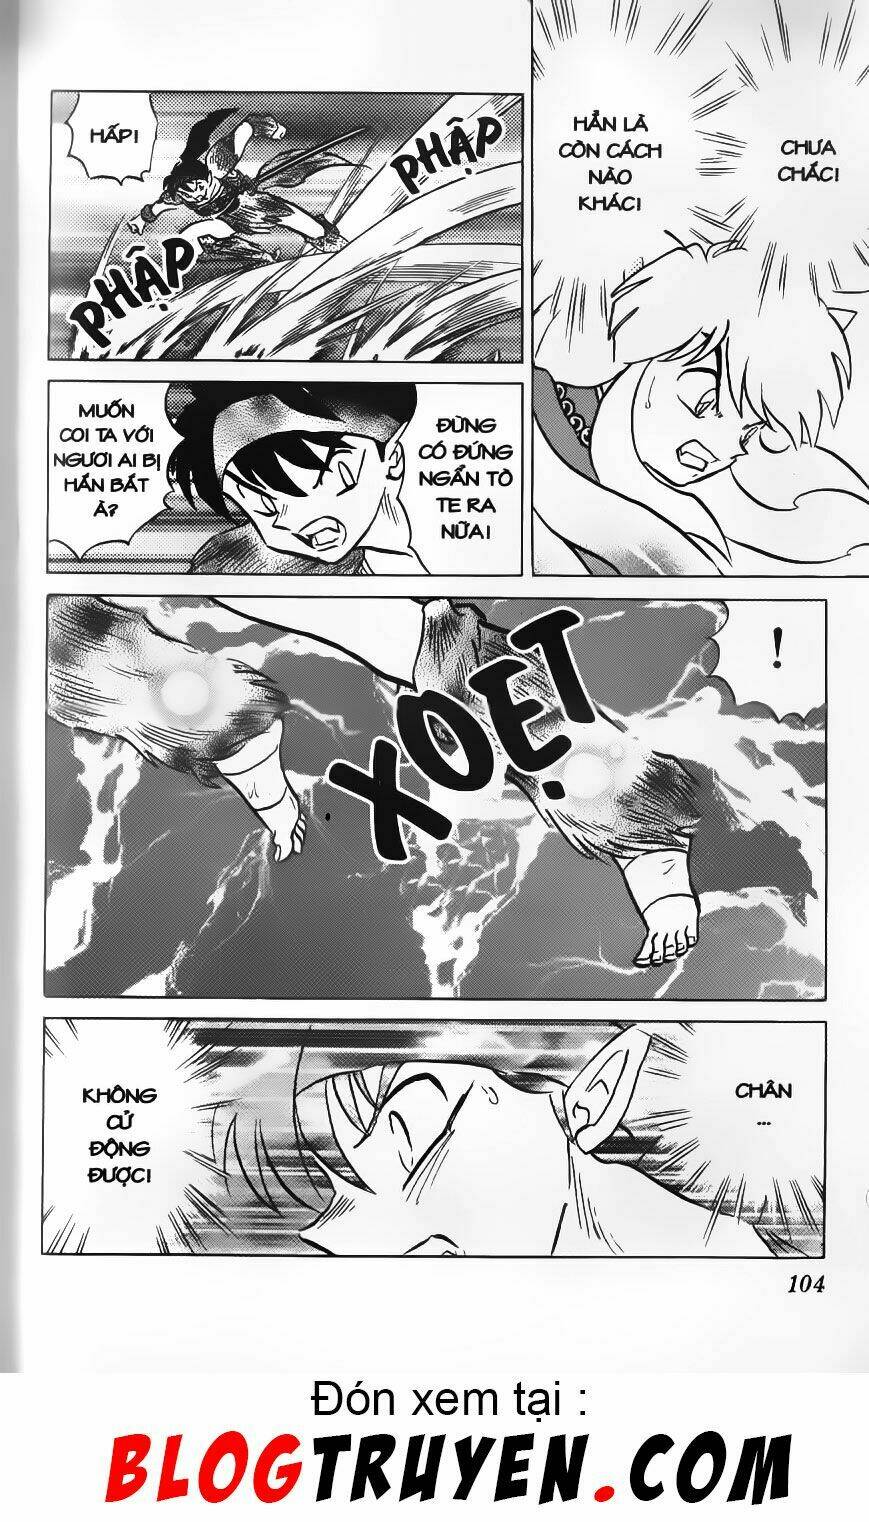 CHƯA
CHẮC!
HẲN LÀ
CÒN CÁCH
NÀO
KHÁC!
HẤP!
PHẬP
PHẬP
ĐỪNG
CÓ ĐỨNG
NGẨN TÒ
TE RA
NỮA!
MUỐN
COI TA VỚI
NGƯƠI AI BỊ
HẮN BẮT
À?
!
XOẸT
CHÂN
...
KHÔNG
CỬ
ĐỘNG
ĐƯỢC!
104
Đón xem tại :
BLOGTRUYEN.COM